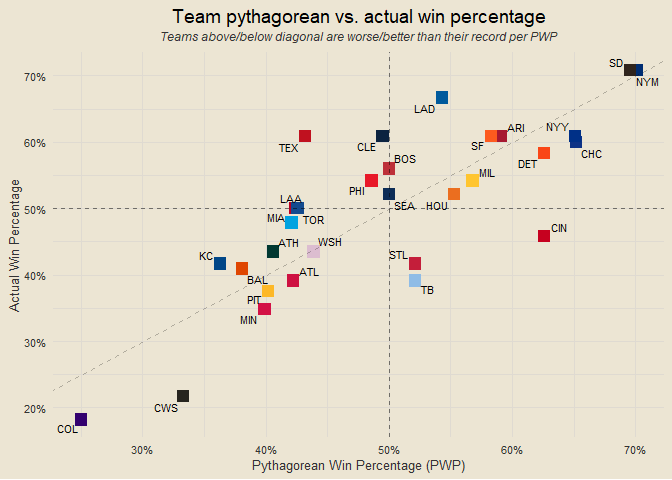 Team pythagorean vs. actual win percentage
Teams above/below diagonal are worse/better than their record per PWP
70%
60%
50%
40%
30%
20%
Actual Win Percentage
SD
NYM
LAD
TEX
CLE
SF
ARI
NYY
CHC
DET
BOS
PHI
MIL
SEA
HOU
LAA
MIA
TOR
CIN
ATH
WSH
KC
STL
BAL
ATL
TB
PIT
MIN
CWS
COL
30%
40%
50%
60%
70%
Pythagorean Win Percentage (PWP)